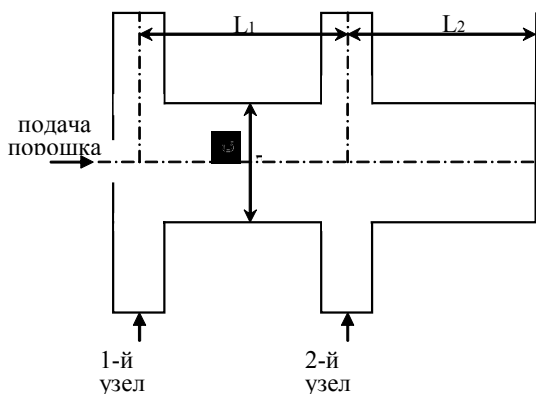 L1
L2
подача
порошка
1-й
узел
2-й
узел